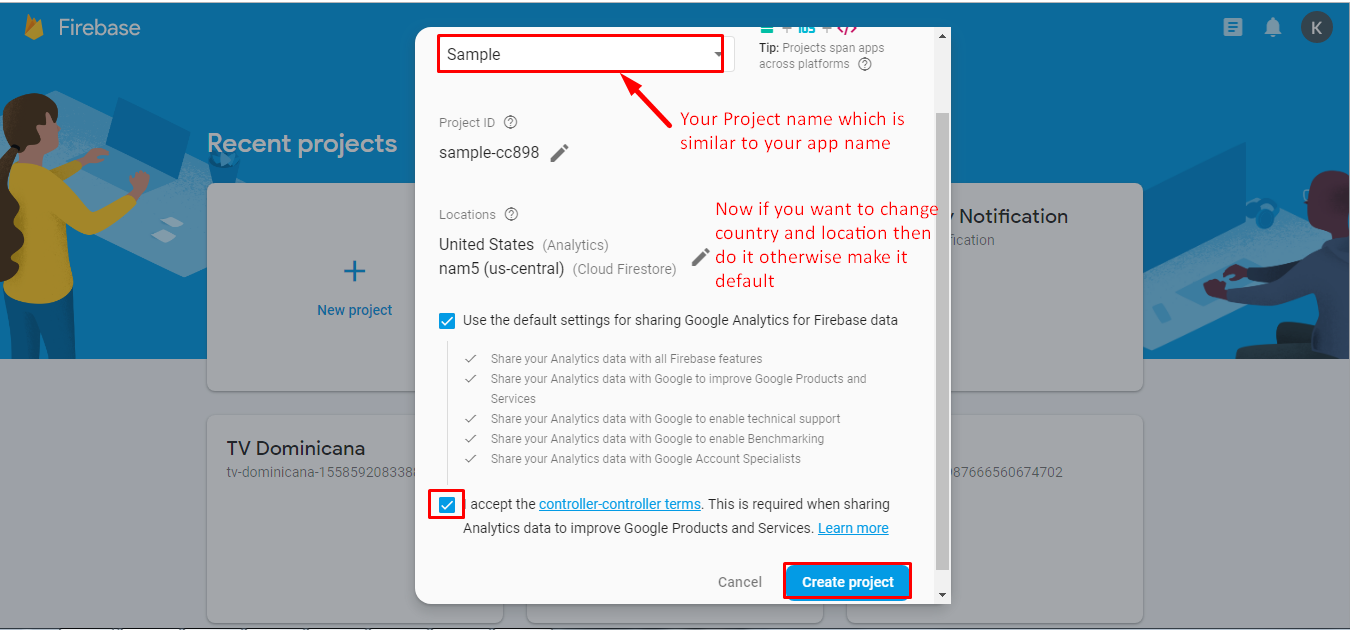 Firebase
K
Recent projects
New project
TV Dominicana
Notification
87666560674702
Sample
Tip: Projects span apps
across platforms
Your Project name which is
similar to your app name
Project ID
sample-cc898
Locations
United States (Analytics)
nam5 (us-central) (Cloud Firestore)
Now if you want to change
country and location then
do it otherwise make it
default
Use the default settings for sharing Google Analytics for Firebase data
Share your Analytics data with all Firebase features
Share your Analytics data with Google to improve Google Products and
Services
Share your Analytics data with Google to enable technical support
Share your Analytics data with Google to enable Benchmarking
Share your Analytics data with Google Account Specialists
accept the controller-controller terms. This is required when sharing
Analytics data to improve Google Products and Services. Learn more
Cancel
Create project